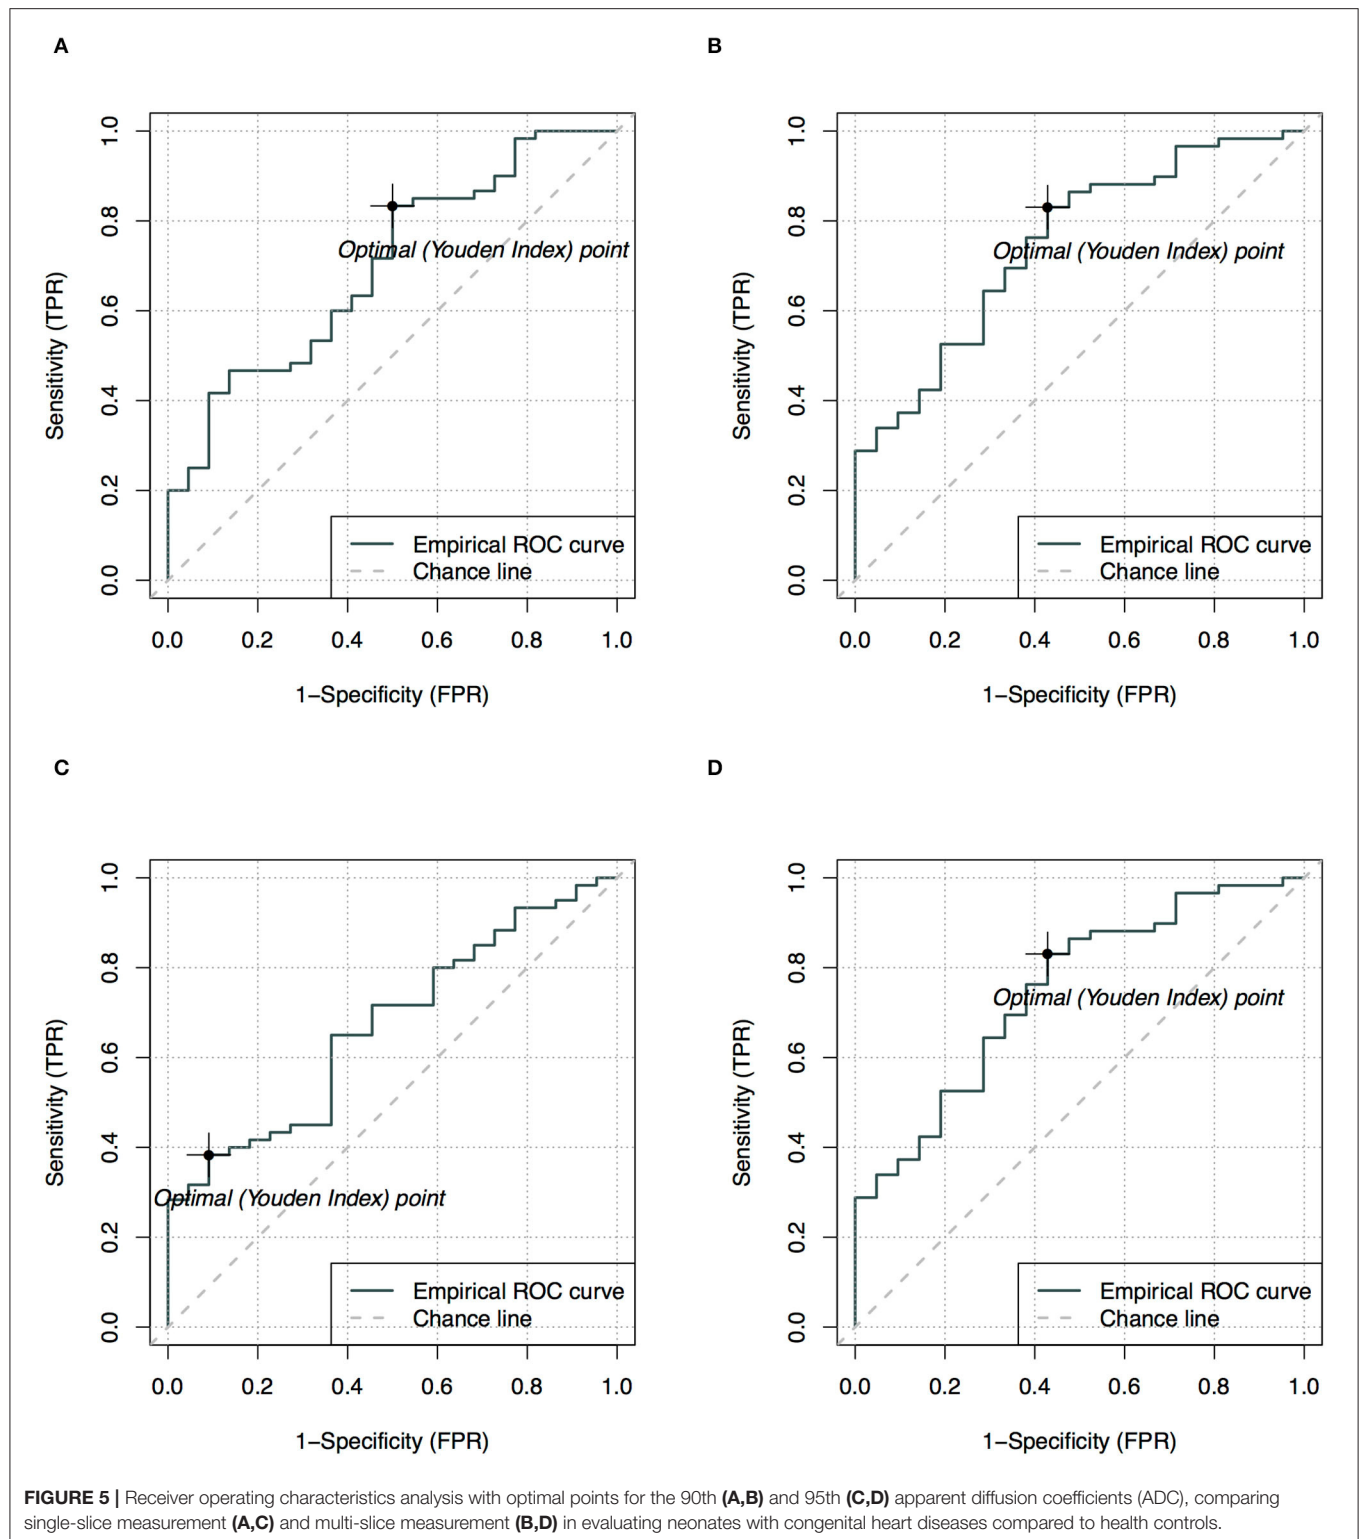 A
B
1.0
0.8
0.6
0.4
0.2
0.0
Sensitivity (TPR)
Optimal (Youden Index) point
Empirical ROC curve
Chance line
0.0 0.2 0.4 0.6 0.8 1.0
1−Specificity (FPR)
1.0
0.8
0.6
0.4
0.2
0.0
Sensitivity (TPR)
Optimal (Youden Index) point
Empirical ROC curve
Chance line
0.0 0.2 0.4 0.6 0.8 1.0
1−Specificity (FPR)
C
D
1.0
0.8
0.6
0.4
0.2
0.0
Sensitivity (TPR)
Optimal (Youden Index) point
Empirical ROC curve
Chance line
0.0 0.2 0.4 0.6 0.8 1.0
1−Specificity (FPR)
1.0
0.8
0.6
0.4
0.2
0.0
Sensitivity (TPR)
Optimal (Youden Index) point
Empirical ROC curve
Chance line
0.0 0.2 0.4 0.6 0.8 1.0
1−Specificity (FPR)
FIGURE 5 | Receiver operating characteristics analysis with optimal points for the 90th (A,B) and 95th (C,D) apparent diffusion coefficients (ADC), comparing
single-slice measurement (A,C) and multi-slice measurement (B,D) in evaluating neonates with congenital heart diseases compared to health controls.